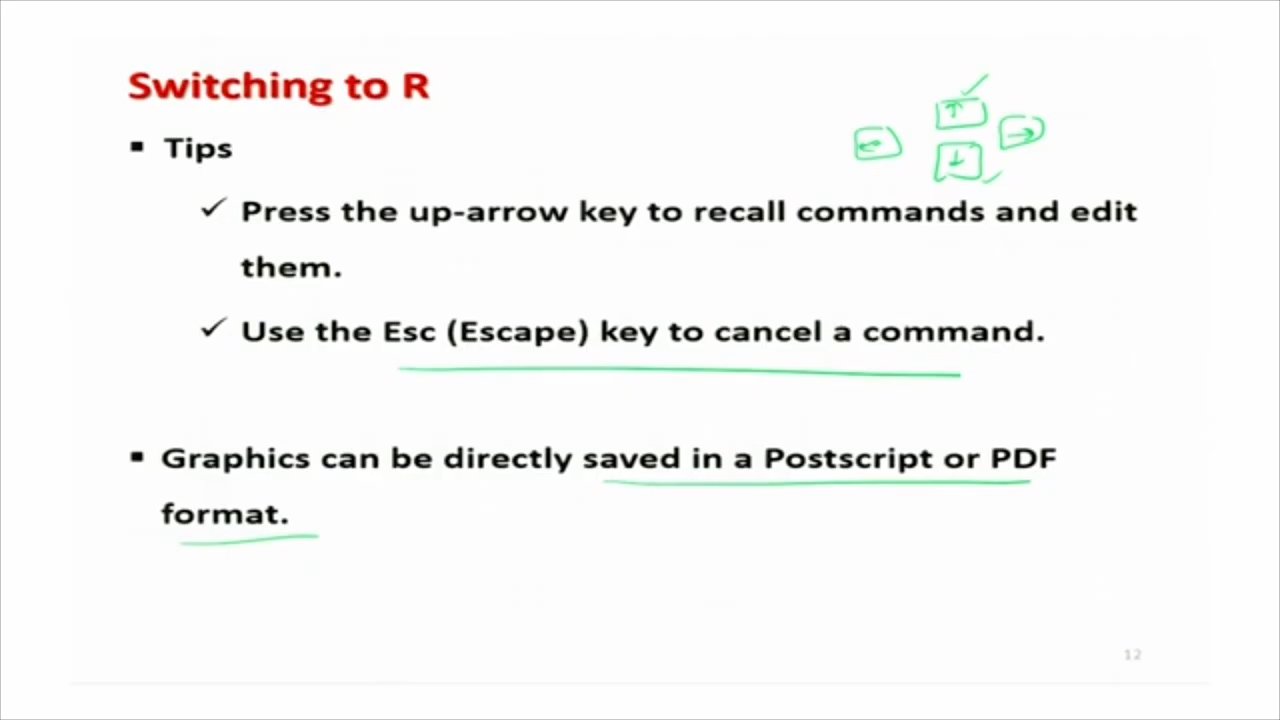 Switching to R
▪ Tips
✓ Press the up-arrow key to recall commands and edit
them.
✓ Use the Esc (Escape) key to cancel a command.
▪ Graphics can be directly saved in a Postscript or PDF
format.
12